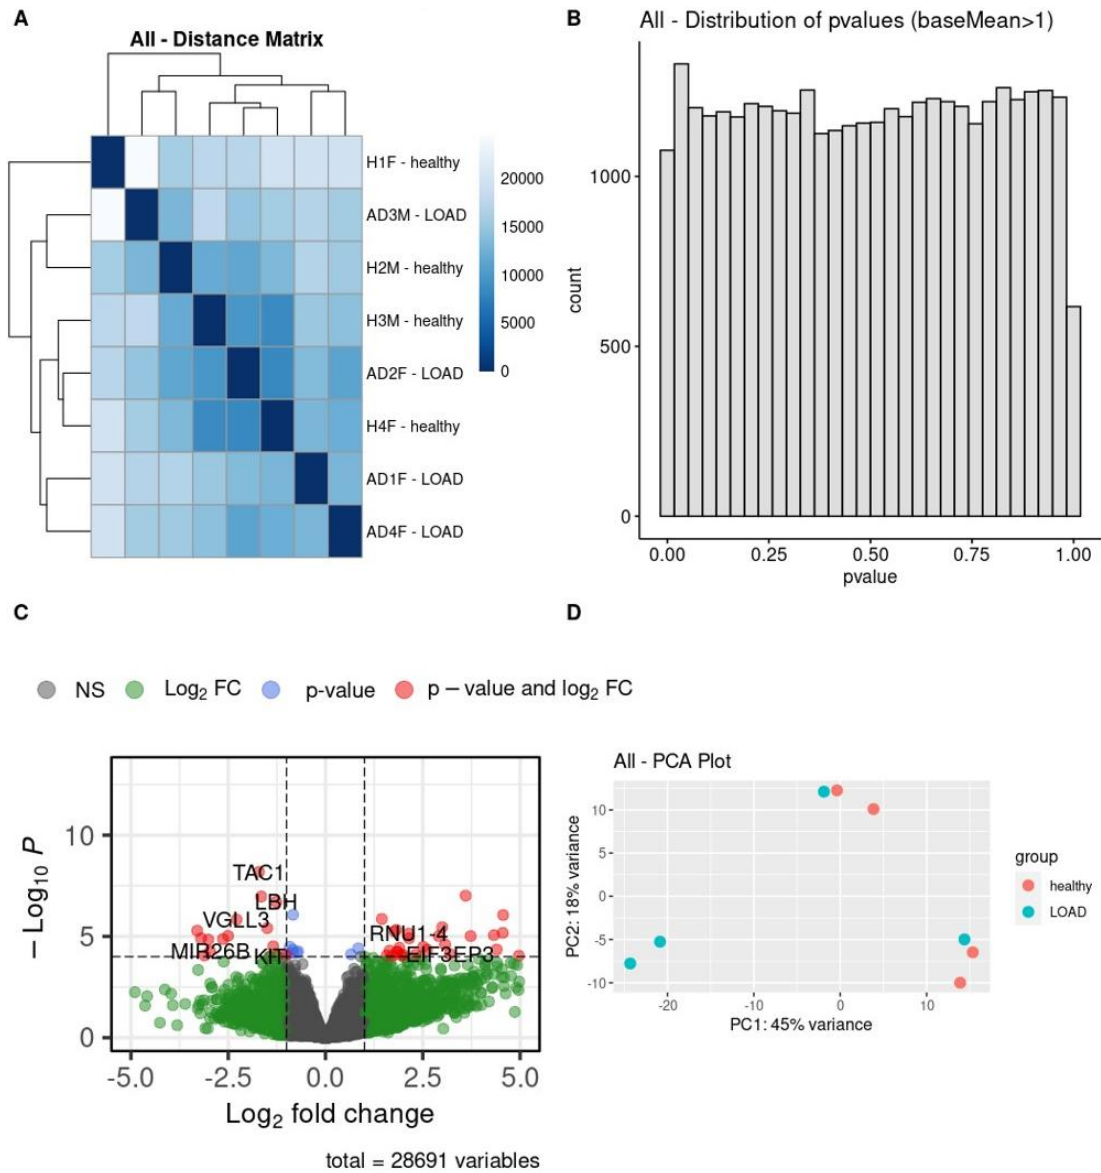 A
All - Distance Matrix
H1F - healthy
AD3M - LOAD
H2M - healthy
H3M - healthy
AD2F - LOAD
H4F - healthy
AD1F - LOAD
AD4F - LOAD
20000
15000
10000
5000
0
B
All - Distribution of pvalues (baseMean>1)
count
1000
500
0
0.00 0.25 0.50 0.75 1.00
pvalue
C
NS Log₂ FC p-value p – value and log₂ FC
– Log₁₀ P
10
5
0
TAC1
LBH
VGLL3
RNU1-4
MIR26B KIT EIF3EP3
-5.0 -2.5 0.0 2.5 5.0
Log₂ fold change
total = 28691 variables
D
All - PCA Plot
PC2: 18% variance
10
5
0
-5
-10
-20 -10 0 10
PC1: 45% variance
group
healthy
LOAD